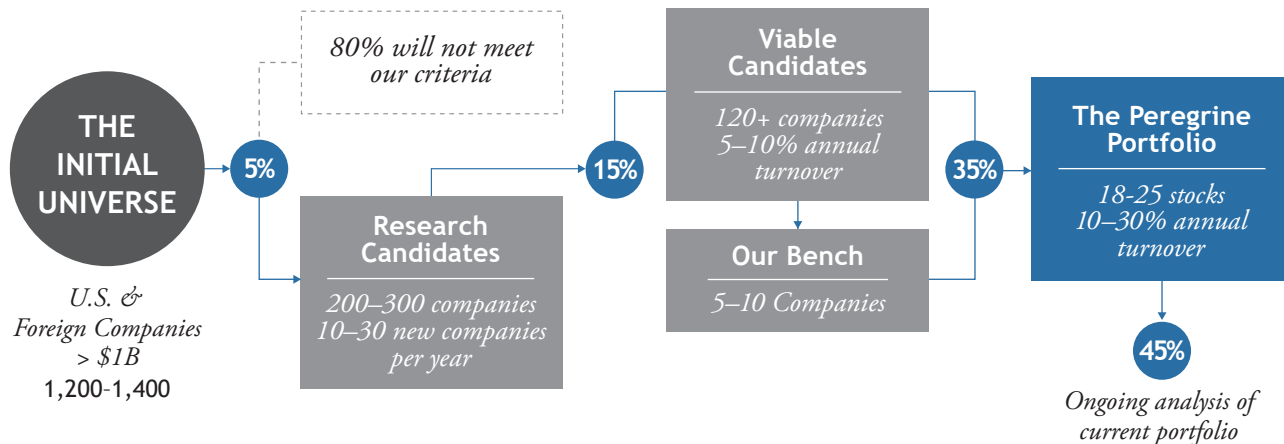 THE
INITIAL
UNIVERSE
U.S. &
Foreign Companies
> $1B
1,200-1,400
5%
80% will not meet
our criteria
Research
Candidates
200–300 companies
10–30 new companies
per year
15%
Viable
Candidates
120+ companies
5–10% annual
turnover
Our Bench
5–10 Companies
35%
The Peregrine
Portfolio
18-25 stocks
10–30% annual
turnover
45%
Ongoing analysis of
current portfolio